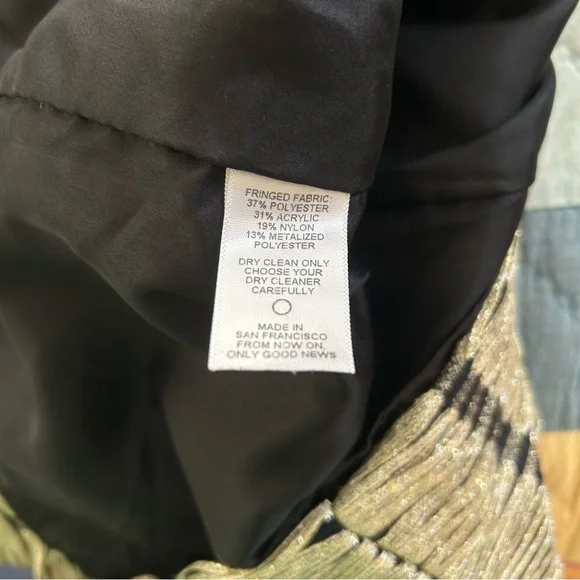 FRINGED FABRIC:
37% POLYESTER
31% ACRYLIC
19% NYLON
13% METALIZED
POLYESTER
DRY CLEAN ONLY
CHOOSE YOUR
DRY CLEANER
CAREFULLY
MADE IN
SAN FRANCISCO
FROM NOW ON,
ONLY GOOD NEWS